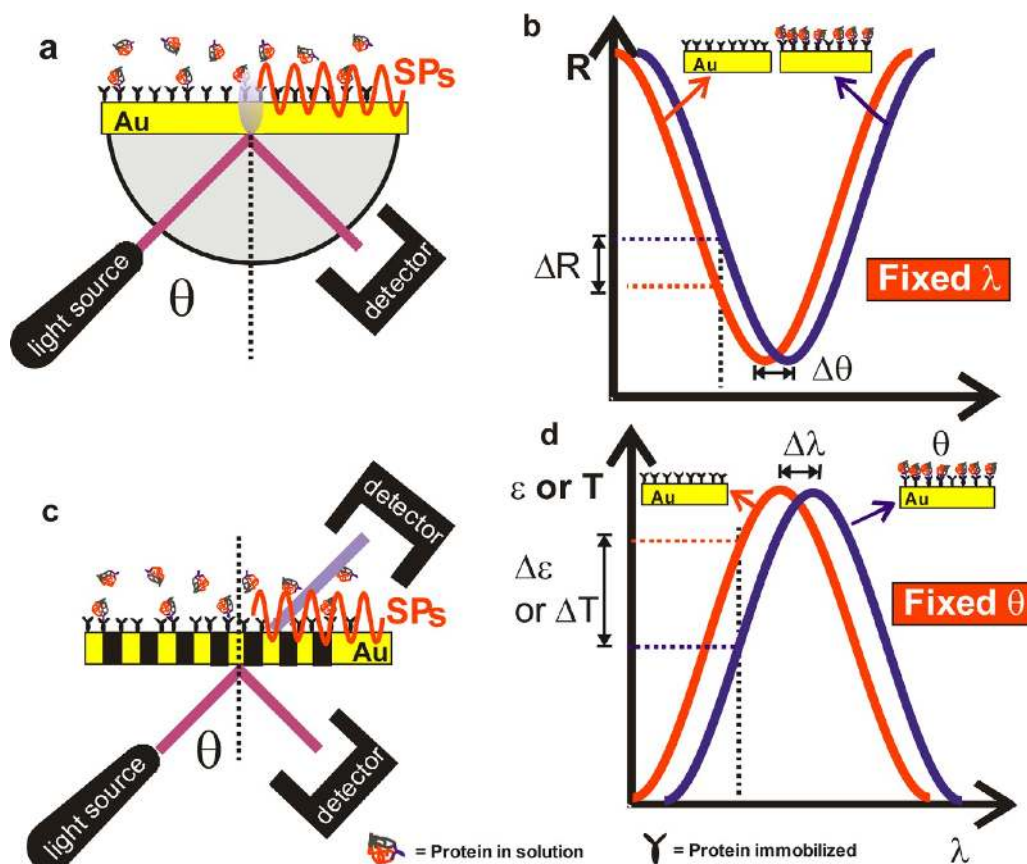 a
SPs
Au
light source
θ
detector
b
R
Au
Au
ΔR
Fixed λ
Δθ
θ
c
detector
SPs
Au
θ
light source
detector
d
Δλ
ε or T
Au
Au
Δε
or ΔT
Fixed θ
λ
= Protein in solution
= Protein immobilized